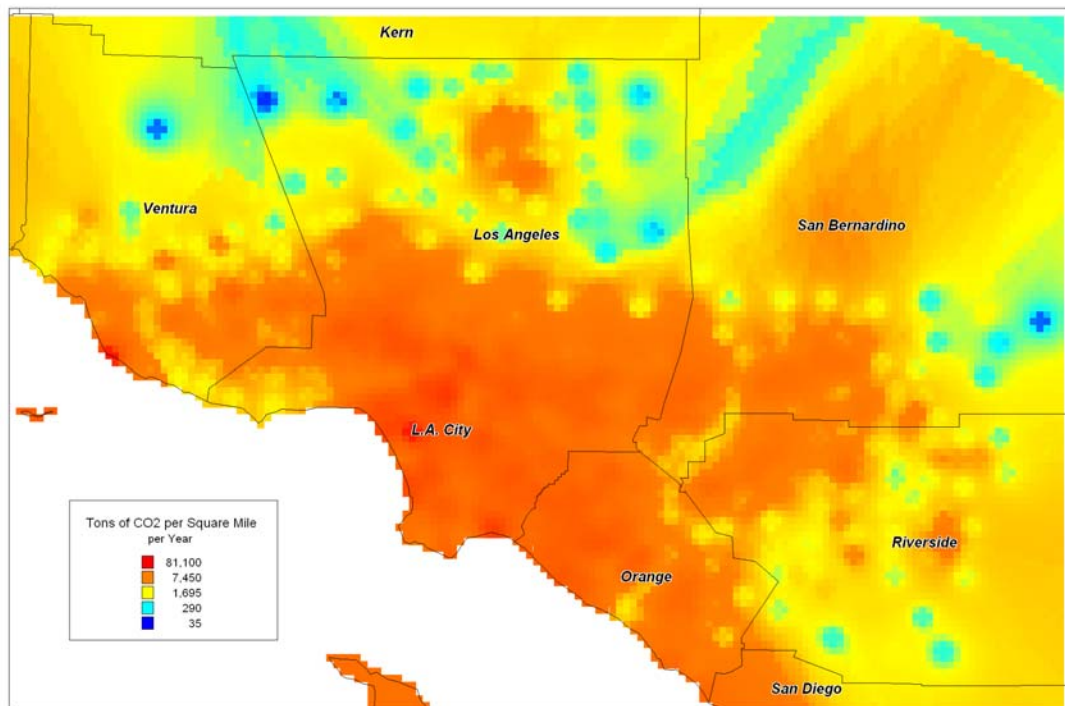 Kern
Ventura
Los Angeles
San Bernardino
L.A. City
Orange
Riverside
San Diego
Tons of CO2 per Square Mile
per Year
81,100
7,450
1,695
290
35